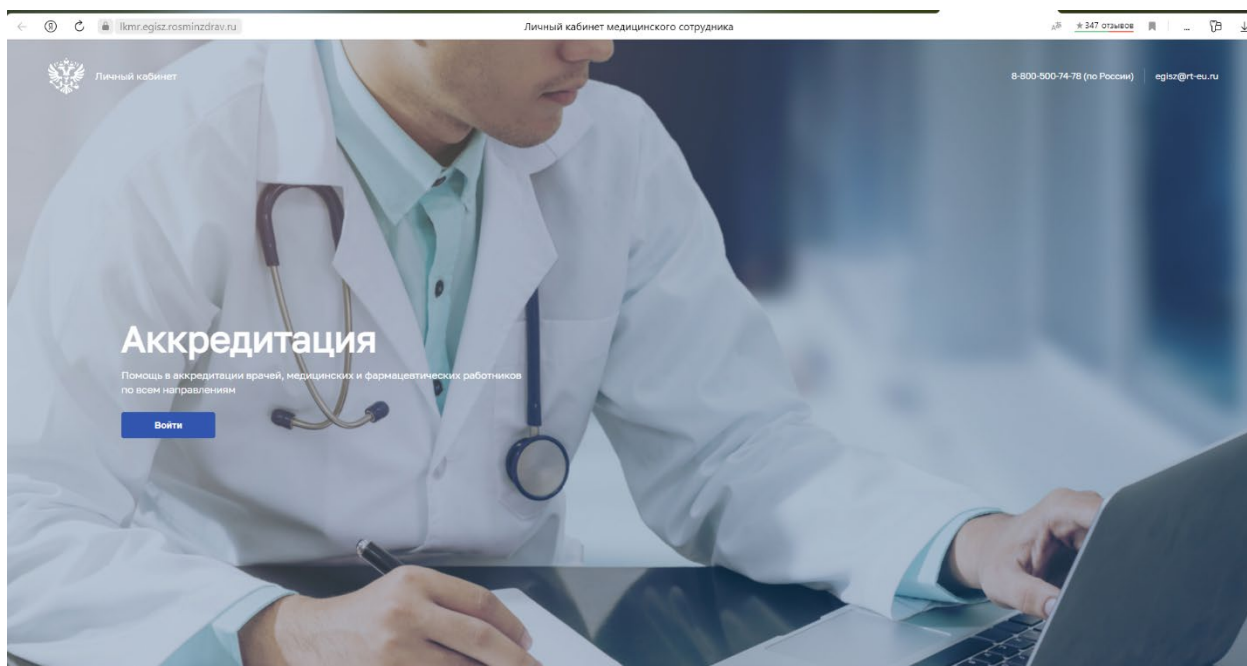 lkmr.egisz.rosminzdrav.ru
Личный кабинет медицинского сотрудника
★ 347 отзывов
Личный кабинет
8-800-500-74-78 (по России)
egisz@rt-eu.ru
Аккредитация
Помощь в аккредитации врачей, медицинских и фармацевтических работников
по всем направлениям
Войти